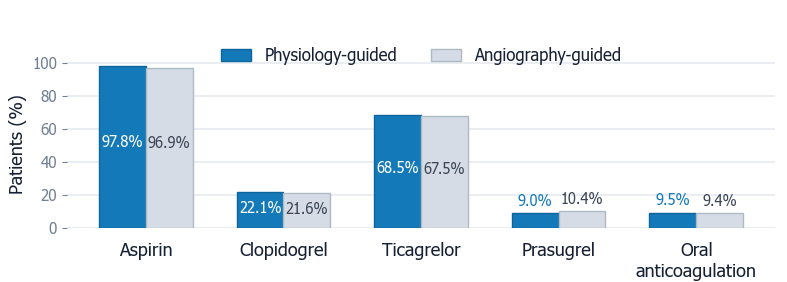 Physiology-guided Angiography-guided
Patients (%)
100
80
60
40
20
0
97.8% 96.9%
22.1% 21.6%
68.5% 67.5%
9.0% 10.4%
9.5% 9.4%
Aspirin Clopidogrel Ticagrelor Prasugrel Oral
anticoagulation